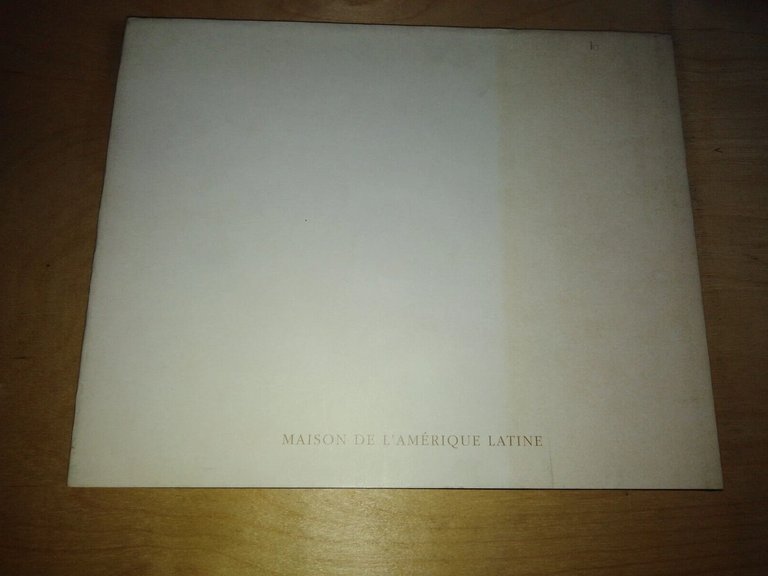 MAISON DE L'AMÉRIQUE LATINE